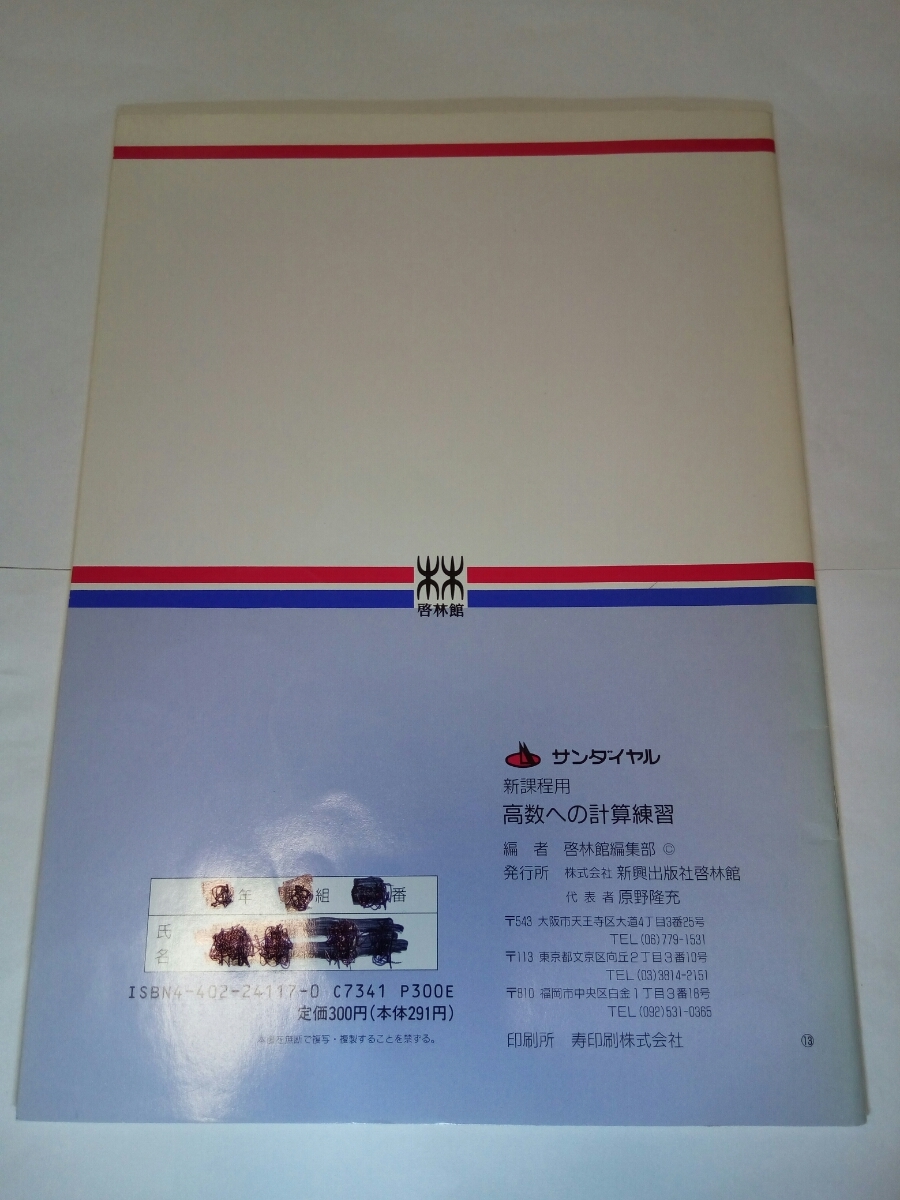 啓林館
サンダイヤル
新課程用
高数への計算練習
編 者 啓林館編集部 ©
発行所 株式会社 新興出版社啓林館
代 表 者 原野隆充
〒543 大阪市天王寺区大道4丁目3番25号
TEL(06)779-1531
〒113 東京都文京区向丘2丁目3番10号
TEL(03)3814-2151
〒810 福岡市中央区白金1丁目3番18号
TEL(092)531-0365
印刷所 寿印刷株式会社
⑬
年 組 番
氏
名
ISBN4-402-24117-0 C7341 P300E
定価300円(本体291円)
本書を無断で複写・複製することを禁ずる。